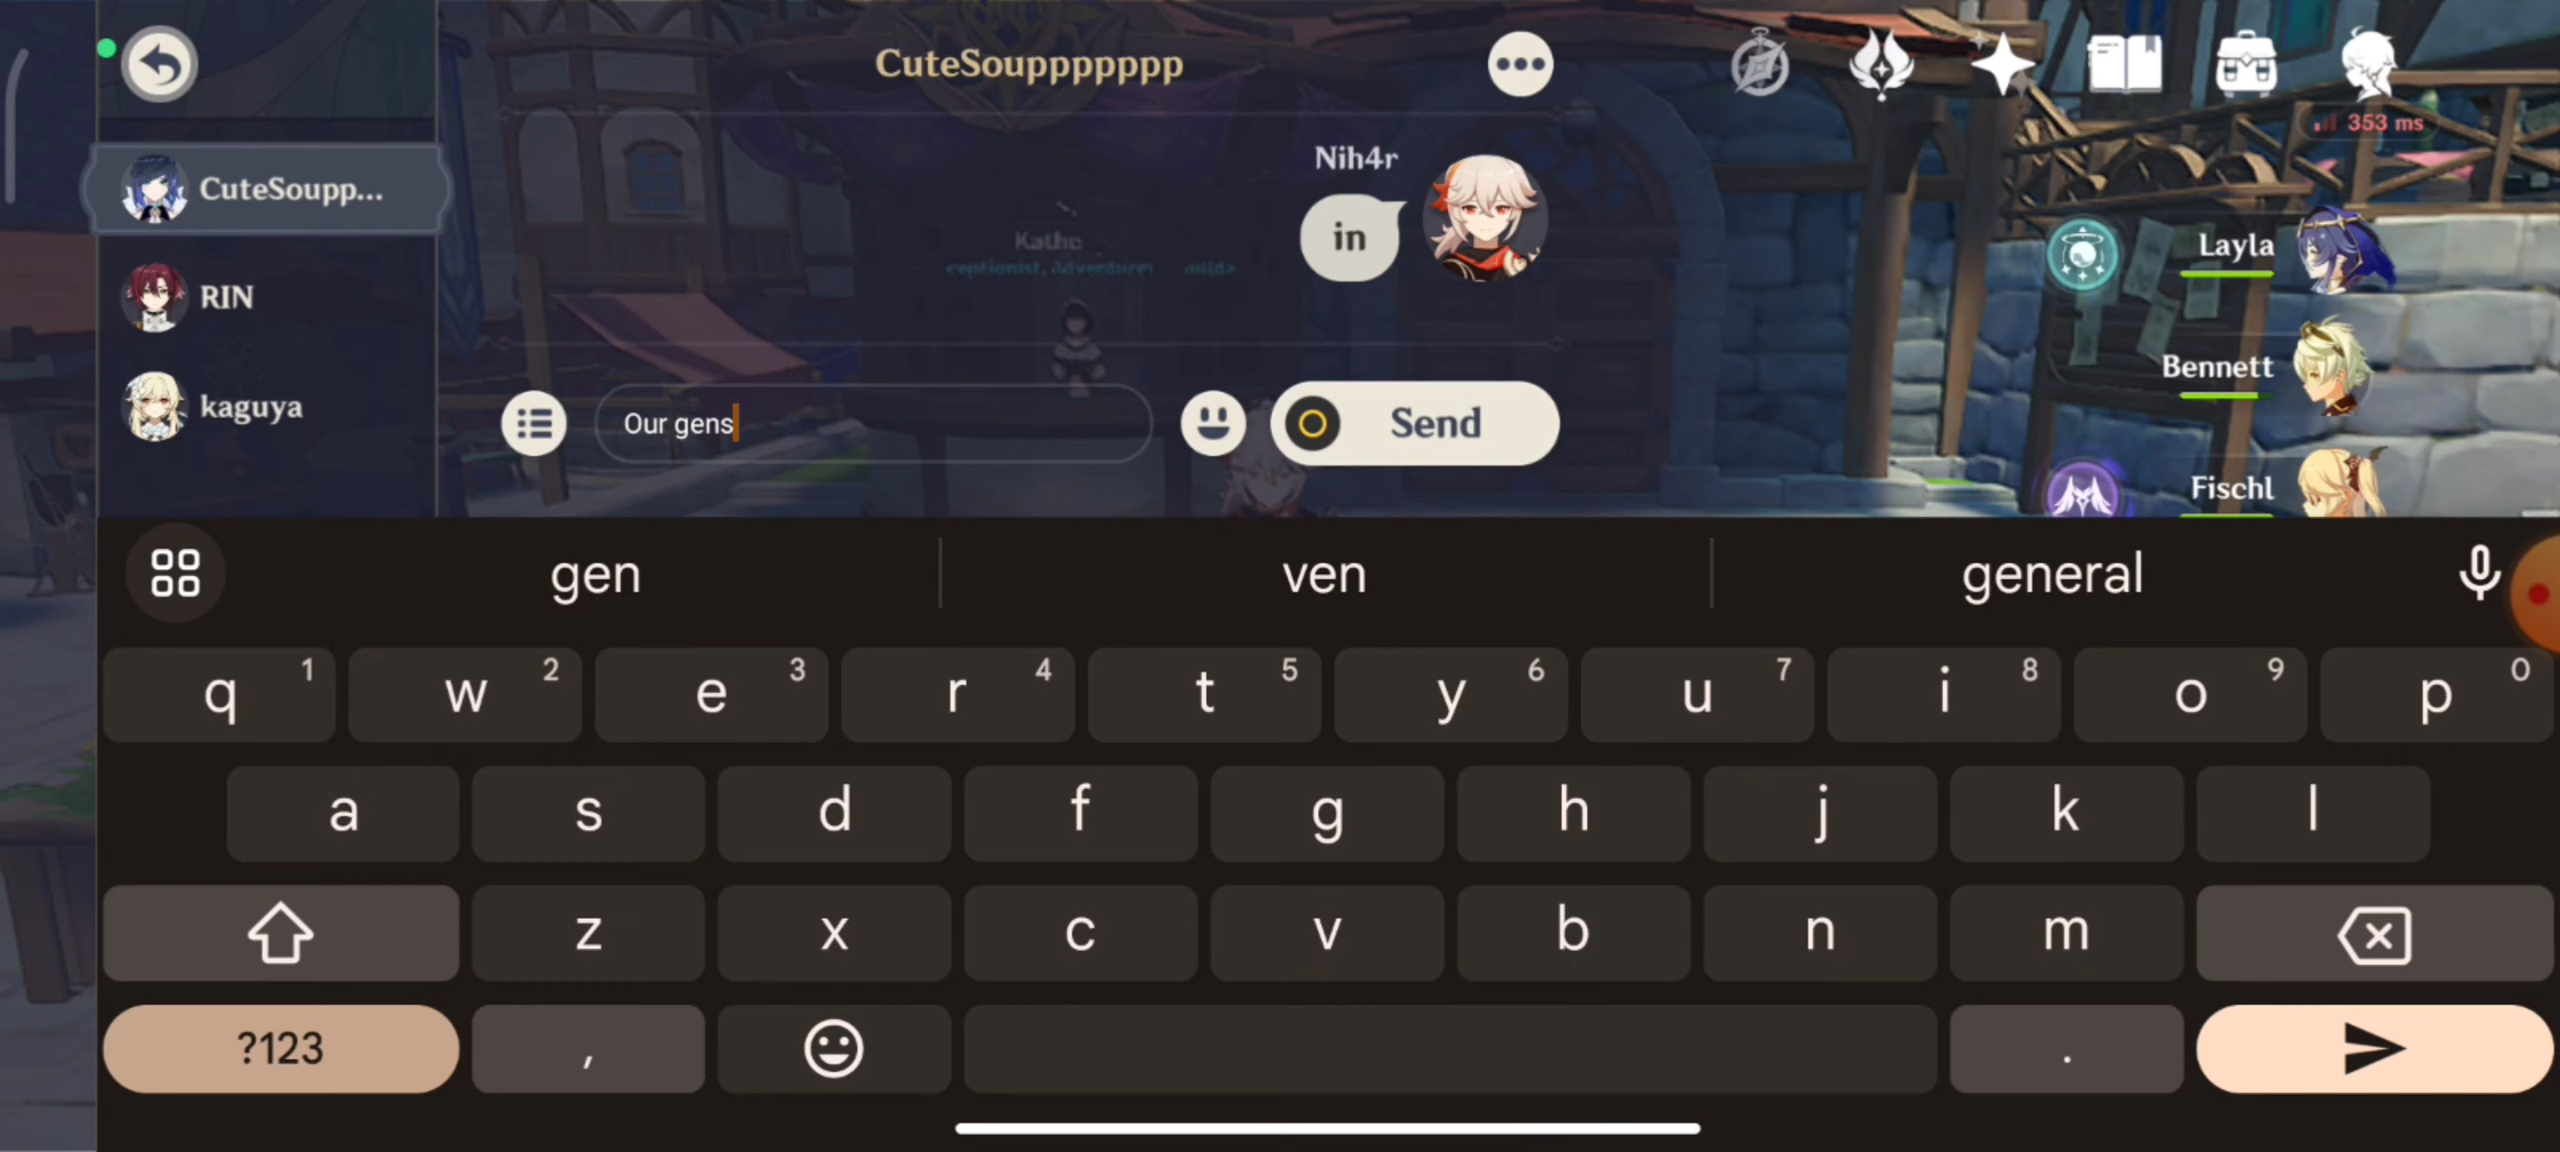 CuteSouppppppp
353 ms
CuteSoupp...
RIN
kaguya
Nih4r
in
Layla
Bennett
Fischl
Our gens
Send
gen
ven
general
q 1 w 2 e 3 r 4 t 5 y 6 u 7 i 8 o 9 p 0
a s d f g h j k l
z x c v b n m
?123 , .